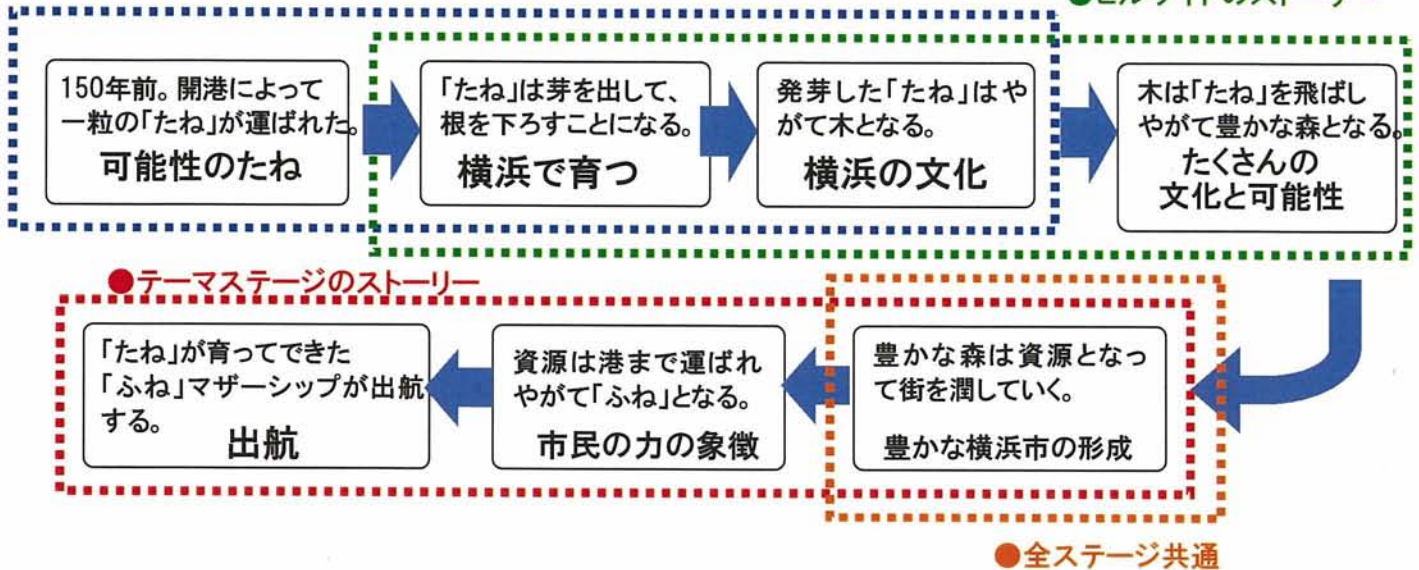 150年前。開港によって
一粒の「たね」が運ばれた。
可能性のたね
「たね」は芽を出して、
根を下ろすことになる。
横浜で育つ
発芽した「たね」はや
がて木となる。
横浜の文化
木は「たね」を飛ばし
やがて豊かな森となる。
たくさんの
文化と可能性
●テーマステージのストーリー
「たね」が育ってできた
「ふね」マザーシップが出航
する。
出航
資源は港まで運ばれ
やがて「ふね」となる。
市民の力の象徴
豊かな森は資源となっ
て街を潤していく。
豊かな横浜市の形成
●全ステージ共通